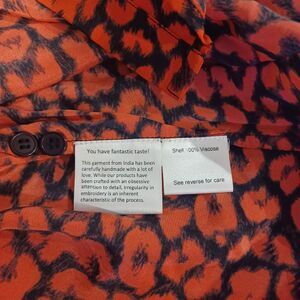 You have fantastic taste!
This garment from India has been
carefully handmade with a lot of
love. While our products have
been crafted with an obsessive
attention to detail, irregularity in
embroidery is an inherent
characteristic of the process.
Shell 100% Viscose
See reverse for care